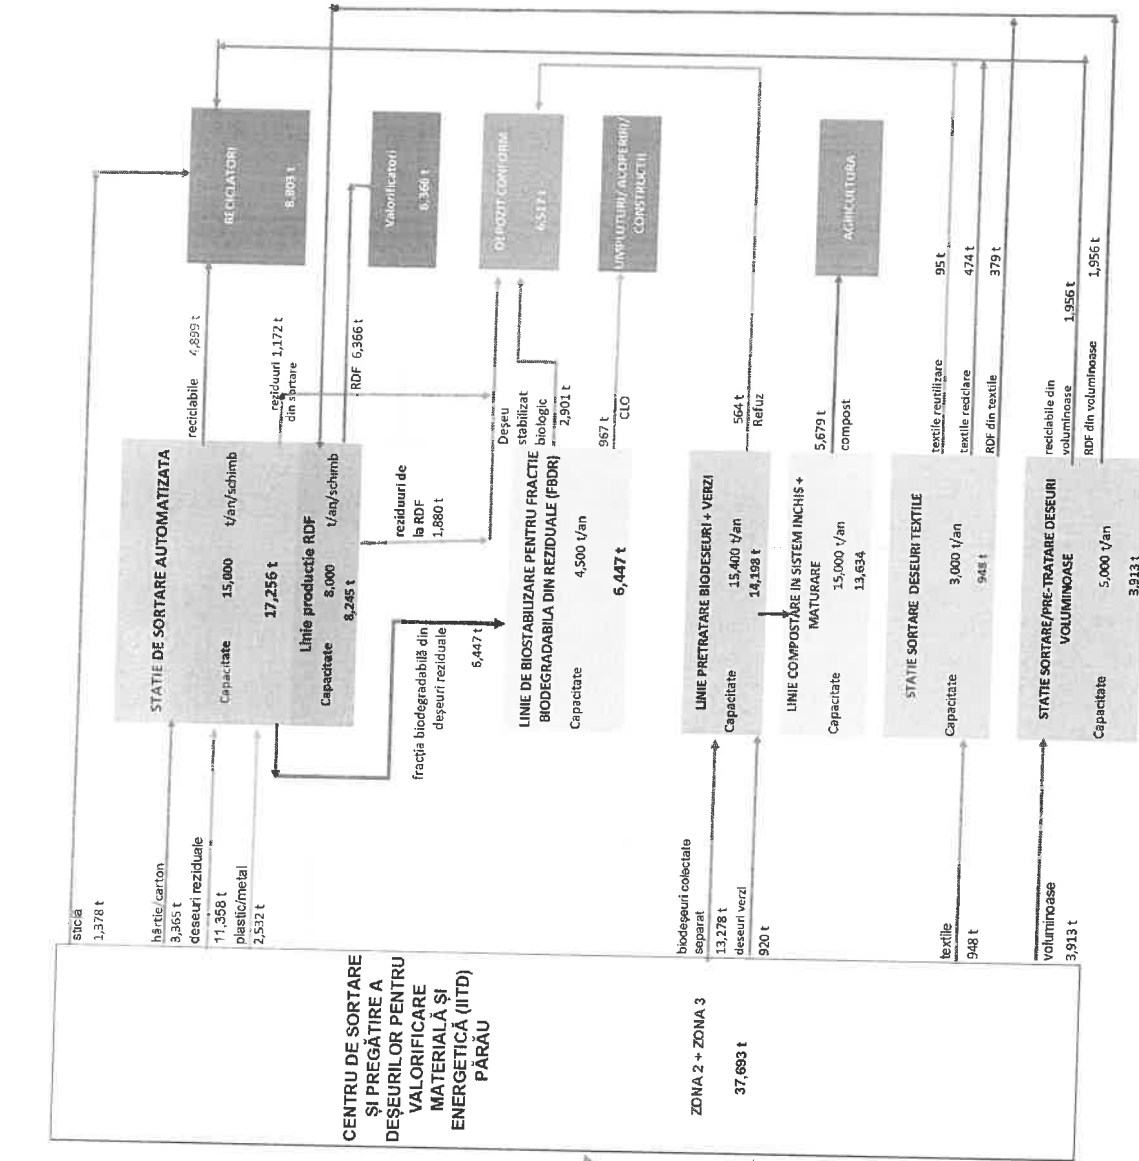 CENTRU DE SORTARE
ȘI PREGĂTIRE A
DEȘEURILOR PENTRU
VALORIFICARE
MATERIALĂ ȘI
ENERGETICĂ (IITD)
PĂRĂU
ZONA 2 + ZONA 3
37,693 t
sticlă
1,378 t
hârtie/carton
3,365 t
deseuri reziduale
11,358 t
plastic/metal
2,532 t
biodeșeuri colectate
separat
13,278 t
deseuri verzi
920 t
textile
948 t
voluminoase
3,913 t
STATIE DE SORTARE AUTOMATIZATA
Capacitate 15,000 t/an/schimb
17,256 t
Linie productie RDF
Capacitate 8,000 t/an/schimb
8,245 t
fracția biodegradabilă din
deșeuri reziduale
6,447 t
LINIE DE BIOSTABILIZARE PENTRU FRACTIE
BIODEGRADABILA DIN REZIDUALE (FBDR)
Capacitate 4,500 t/an
6,447 t
LINIE PRETRATARE BIODESEURI + VERZI
Capacitate 15,400 t/an
14,198 t
LINIE COMPOSTARE IN SISTEM INCHIS +
MATURARE
Capacitate 15,000 t/an
13,634
STATIE SORTARE DESEURI TEXTILE
Capacitate 3,000 t/an
948 t
STATIE SORTARE/PRE-TRATARE DESEURI
VOLUMINOASE
Capacitate 5,000 t/an
3,913 t
reciclabile 4,899 t
reziduuri 1,172 t
din sortare
RDF 6,366 t
reziduuri de
la RDF
1,880 t
Deșeu
stabilizat
biologic
2,901 t
967 t
CLO
564 t
Refuz
5,679 t
compost
textile reutilizare 95 t
textile reciclare 474 t
RDF din textile 379 t
reciclabile din
voluminoase 1,956 t
RDF din voluminoase 1,956 t
RECICLATORI
8.803 t
Valorificatori
6.366 t
DEPOZIT CONFORM
6,517 t
UMPLUTURI/ ACOPERIRI/
CONSTRUCTII
AGRICULTURA